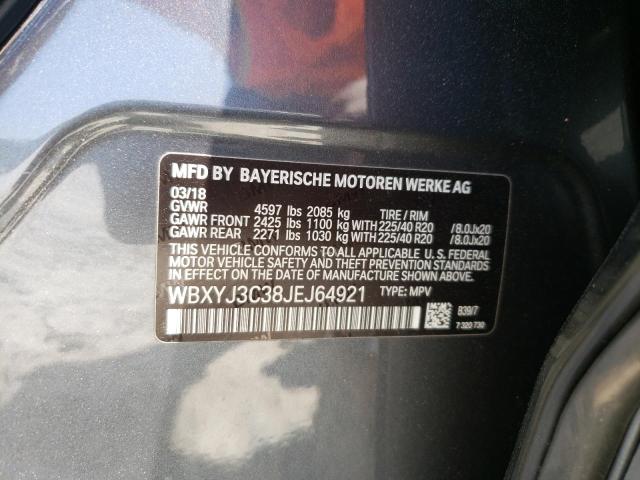 MFD BY BAYERISCHE MOTOREN WERKE AG
03/18
GVWR 4597 lbs 2085 kg TIRE / RIM
GAWR FRONT 2425 lbs 1100 kg WITH 225/40 R20 /8.0Jx20
GAWR REAR 2271 lbs 1030 kg WITH 225/40 R20 /8.0Jx20
THIS VEHICLE CONFORMS TO ALL APPLICABLE U.S. FEDERAL
MOTOR VEHICLE SAFETY, BUMPER, AND THEFT PREVENTION
STANDARDS IN EFFECT ON THE DATE OF MANUFACTURE SHOWN ABOVE.
WBXYJ3C38JEJ64921 TYPE: MPV
B39/7
7 320 730